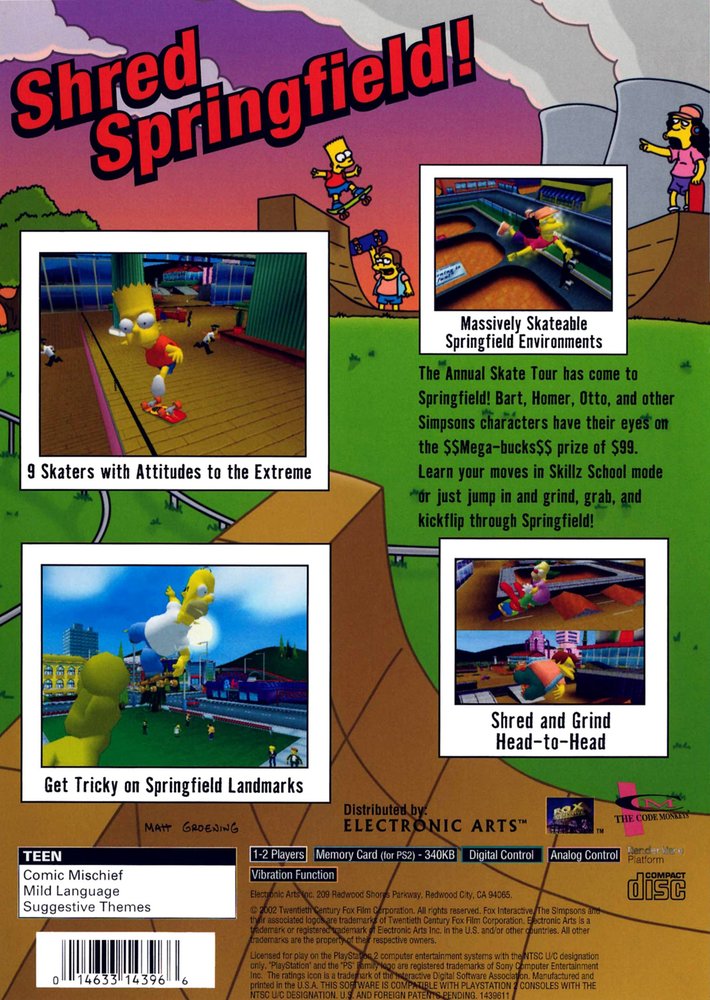 Shred
Springfield!
9 Skaters with Attitudes to the Extreme
Massively Skateable
Springfield Environments
The Annual Skate Tour has come to
Springfield! Bart, Homer, Otto, and other
Simpsons characters have their eyes on
the $$Mega-bucks$$ prize of $99.
Learn your moves in Skillz School mode
or just jump in and grind, grab, and
kickflip through Springfield!
Get Tricky on Springfield Landmarks
Shred and Grind
Head-to-Head
MATT GROENING
Distributed by:
ELECTRONIC ARTS™
FOX
INTERACTIVE
™
CM
THE CODE MONKEYS
TEEN
Comic Mischief
Mild Language
Suggestive Themes
1-2 Players
Memory Card (for PS2) - 340KB
Digital Control
Analog Control
Vibration Function
RenderWare
Platform
COMPACT
disc
Electronic Arts Inc. 209 Redwood Shores Parkway, Redwood City, CA 94065.
© 2002 Twentieth Century Fox Film Corporation. All rights reserved. Fox Interactive, The Simpsons and
their associated logos are trademarks of Twentieth Century Fox Film Corporation. Electronic Arts is a
trademark or registered trademark of Electronic Arts Inc. in the U.S. and/or other countries. All other
trademarks are the property of their respective owners.
Licensed for play on the PlayStation 2 computer entertainment systems with the NTSC U/C designation
only. "PlayStation" and the "PS" Family logo are registered trademarks of Sony Computer Entertainment
Inc. The ratings icon is a trademark of the Interactive Digital Software Association. Manufactured and
printed in the U.S.A. THIS SOFTWARE IS COMPATIBLE WITH PLAYSTATION 2 CONSOLES WITH THE
NTSC U/C DESIGNATION. U.S. AND FOREIGN PATENTS PENDING. 1439611
0 14633 14396 6